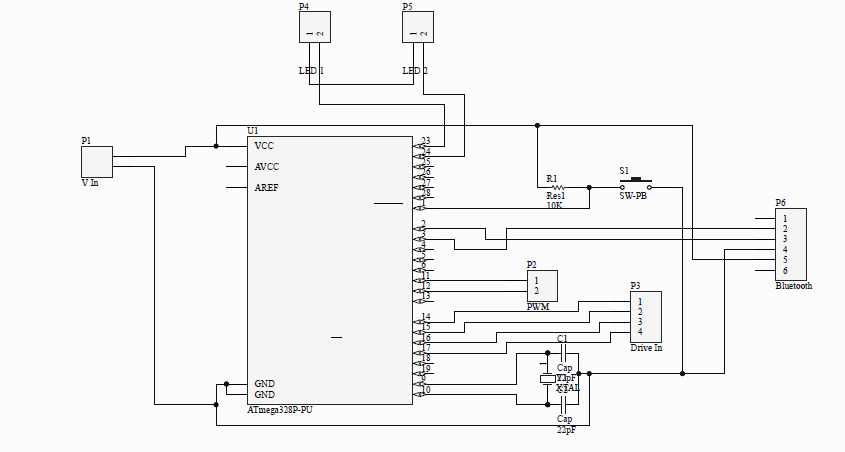 P4
P5
1 2
1 2
LED 1
LED 2
U1
P1
V In
VCC
AVCC
AREF
GND
GND
ATmega328P-PU
23
24
25
26
27
28
1
2
3
4
5
6
11
12
13
14
15
16
17
18
19
9
10
R1
Res1
10K
S1
SW-PB
P6
1
2
3
4
5
6
Bluetooth
P2
1
2
PWM
P3
1
2
3
4
Drive In
C1
Cap
22pF
1
XTAL
Cap
22pF